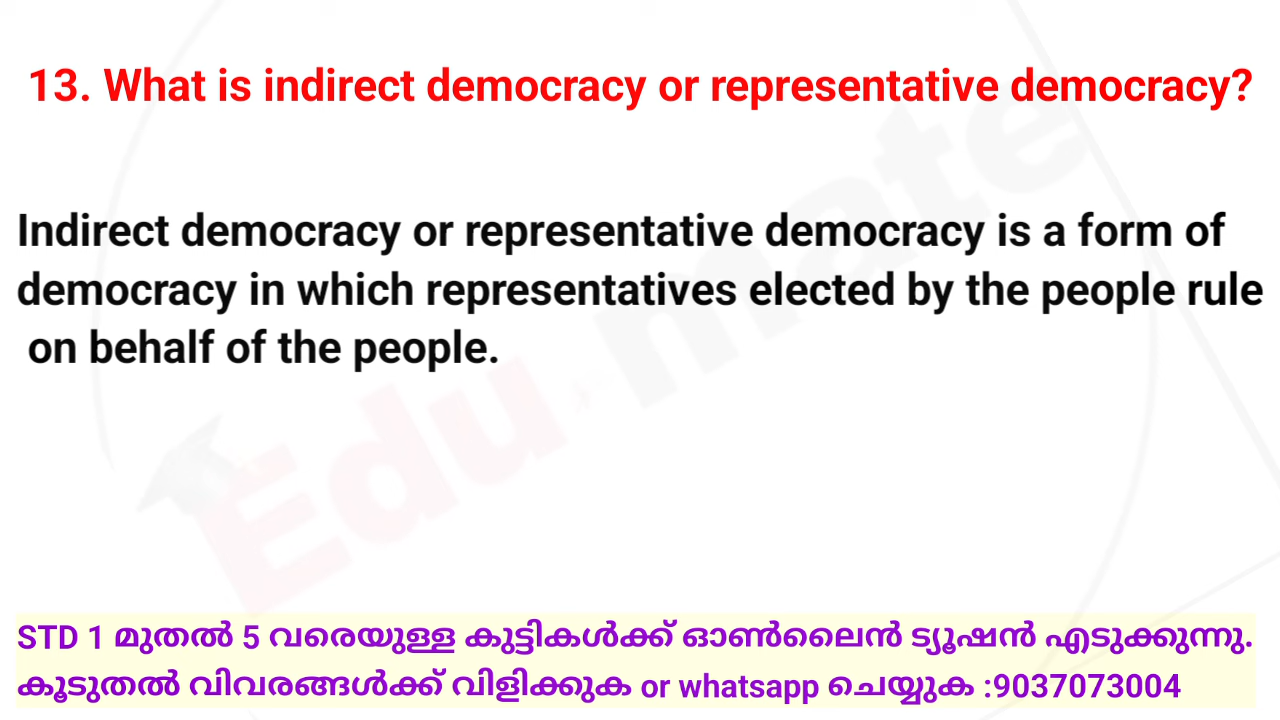 13. What is indirect democracy or representative democracy?
Indirect democracy or representative democracy is a form of
democracy in which representatives elected by the people rule
on behalf of the people.
Edu mate
STD 1 മുതൽ 5 വരെയുള്ള കുട്ടികൾക്ക് ഓൺലൈൻ ട്യൂഷൻ എടുക്കുന്നു.
കൂടുതൽ വിവരങ്ങൾക്ക് വിളിക്കുക or whatsapp ചെയ്യുക :9037073004